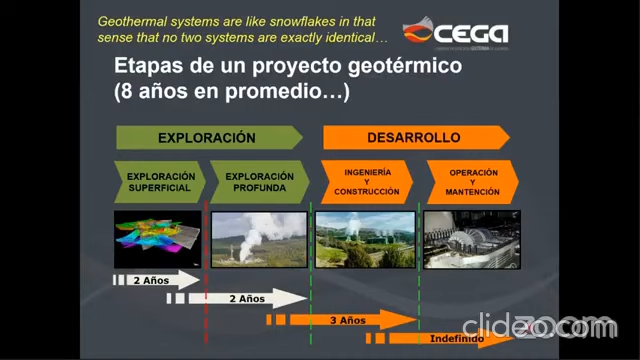 Geothermal systems are like snowflakes in that
sense that no two systems are exactly identical…
CEGA
Etapas de un proyecto geotérmico
(8 años en promedio…)
EXPLORACIÓN
DESARROLLO
EXPLORACIÓN
SUPERFICIAL
EXPLORACIÓN
PROFUNDA
INGENIERÍA
Y
CONSTRUCCIÓN
OPERACIÓN
Y
MANTENCIÓN
2 Años
2 Años
3 Años
Indefinido
clideo.com
zoom